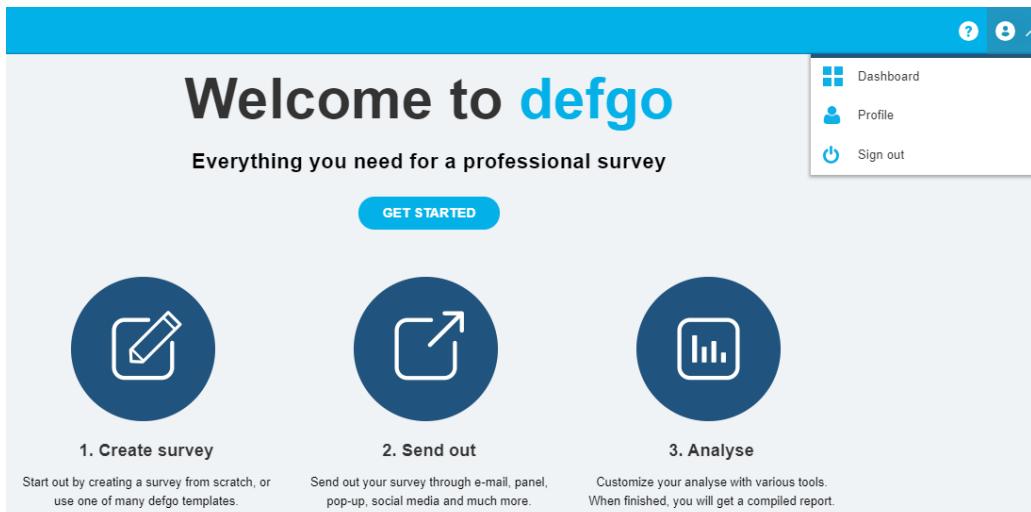 ?
Dashboard
Profile
Sign out
Welcome to defgo
Everything you need for a professional survey
GET STARTED
1. Create survey
Start out by creating a survey from scratch, or
use one of many defgo templates.
2. Send out
Send out your survey through e-mail, panel,
pop-up, social media and much more.
3. Analyse
Customize your analyse with various tools.
When finished, you will get a compiled report.